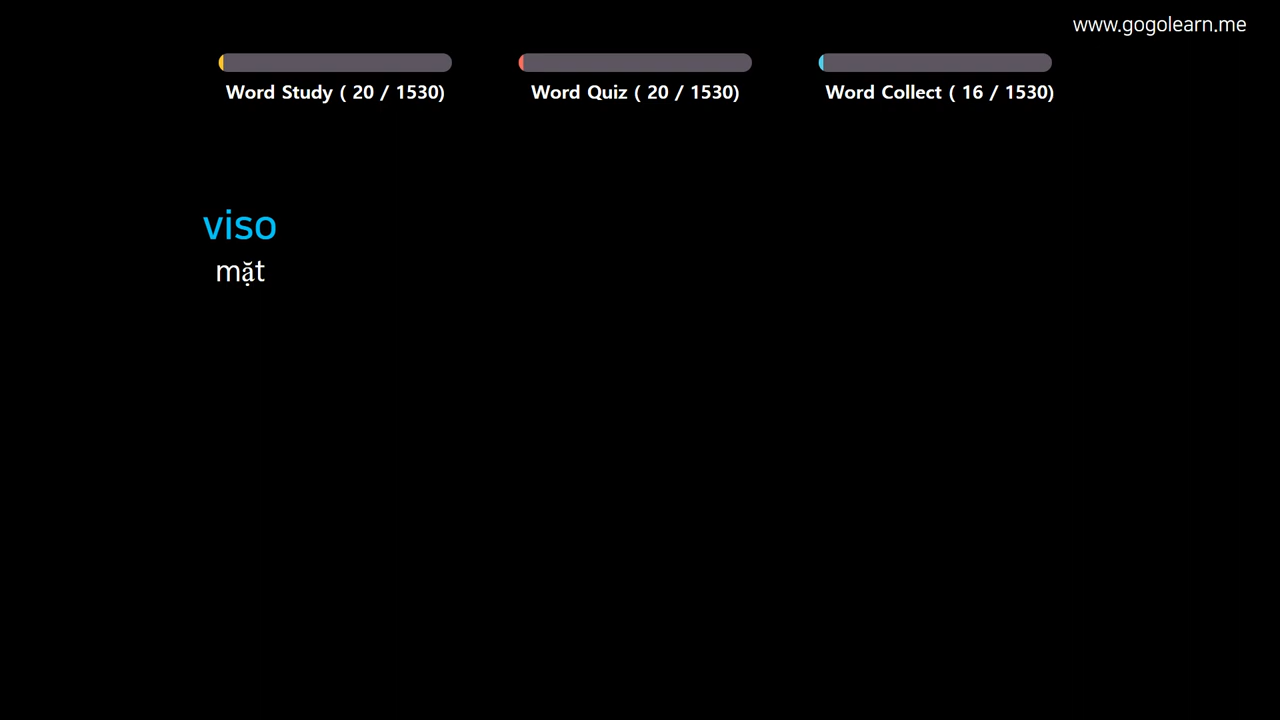 www.gogolearn.me
Word Study ( 20 / 1530)
Word Quiz ( 20 / 1530)
Word Collect ( 16 / 1530)
viso
mặt